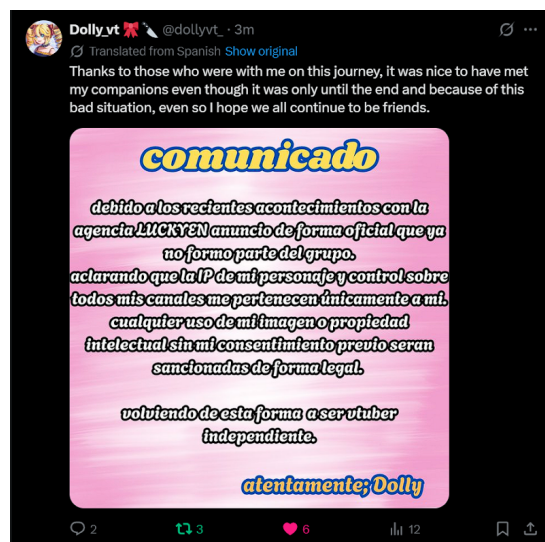 Dolly_vt 🎀🔪 @dollyvt_ · 3m
Translated from Spanish Show original
Thanks to those who were with me on this journey, it was nice to have met
my companions even though it was only until the end and because of this
bad situation, even so I hope we all continue to be friends.
comunicado
debido a los recientes acontecimientos con la
agencia LUCKYEN anuncio de forma oficial que ya
no formo parte del grupo.
aclarando que la IP de mi personaje y control sobre
todos mis canales me pertenecen únicamente a mi.
cualquier uso de mi imagen o propiedad
intelectual sin mi consentimiento previo seran
sancionadas de forma legal.
volviendo de esta forma a ser vtuber
independiente.
atentamente; Dolly
2 3 6 12